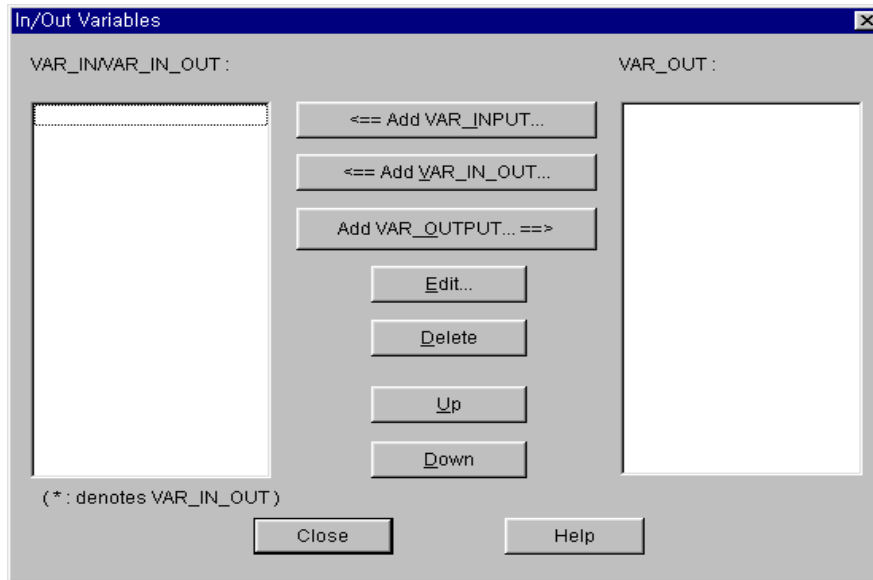 In/Out Variables
VAR_IN/VAR_IN_OUT :
VAR_OUT :
<== Add VAR_INPUT...
<== Add VAR_IN_OUT...
Add VAR_OUTPUT... ==>
Edit...
Delete
Up
Down
( * : denotes VAR_IN_OUT )
Close
Help